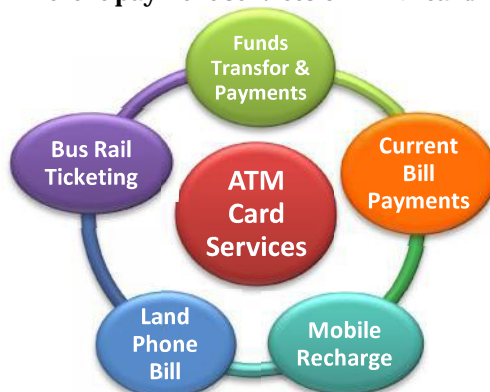 Funds
Transfor &
Payments
Current
Bill
Payments
Mobile
Recharge
Land
Phone
Bill
Bus Rail
Ticketing
ATM
Card
Services